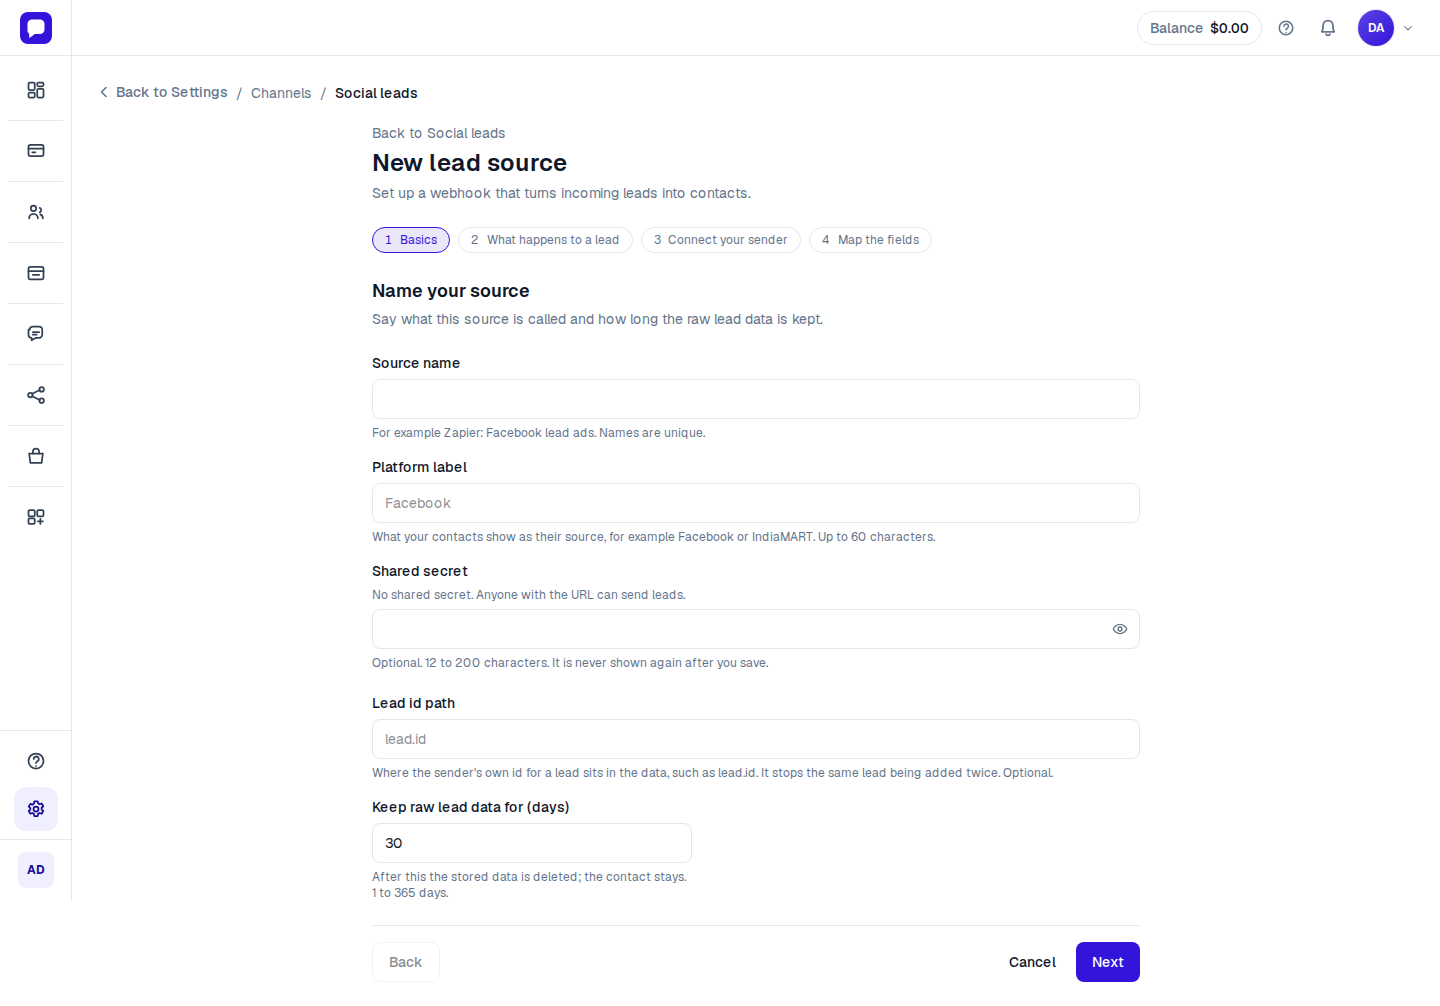 Balance $0.00
DA
Back to Settings / Channels / Social leads
Back to Social leads
New lead source
Set up a webhook that turns incoming leads into contacts.
1 Basics
2 What happens to a lead
3 Connect your sender
4 Map the fields
Name your source
Say what this source is called and how long the raw lead data is kept.
Source name
For example Zapier: Facebook lead ads. Names are unique.
Platform label
Facebook
What your contacts show as their source, for example Facebook or IndiaMART. Up to 60 characters.
Shared secret
No shared secret. Anyone with the URL can send leads.
Optional. 12 to 200 characters. It is never shown again after you save.
Lead id path
lead.id
Where the sender's own id for a lead sits in the data, such as lead.id. It stops the same lead being added twice. Optional.
Keep raw lead data for (days)
30
After this the stored data is deleted; the contact stays.
1 to 365 days.
AD
Back
Cancel
Next